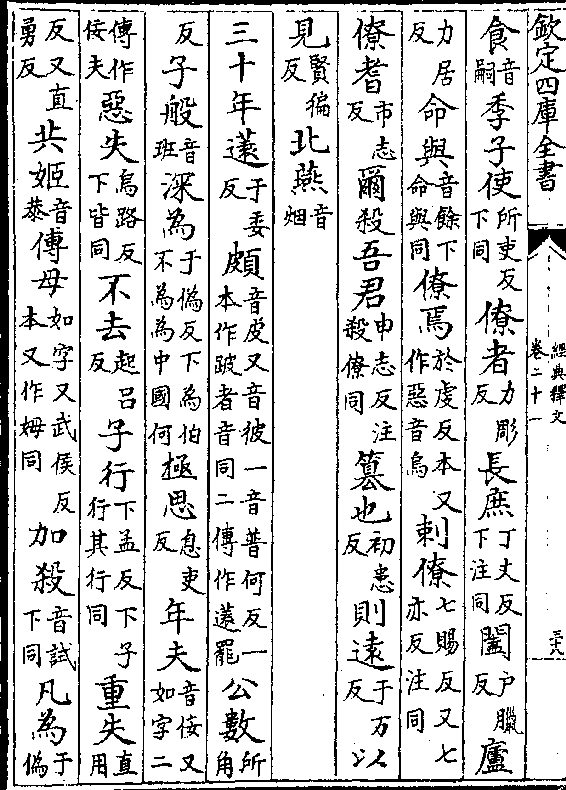 欽定四庫全書 經典釋文 卷二十一
食音嗣季子使所吏反下同僚者力彫反長庶丁丈反下注同闔户臘反廬
力居反命與音餘下命與同僚焉於虔反本又作惡音烏刺僚七賜反又七亦反注同
僚耆市志反爾殺吾君申志反注殺僚同篡也初患反則遠于万反以
見賢徧反北燕音烟
三十年薳于委反頗音皮又音彼一音普何反一本作跛者音同二傳作薳罷公數所角
反子般音班深為于偽反下為伯不為為中國何極思息吏反年夫音佞又如字二
傳作佞夫惡失烏路反下皆同不去起呂反子行下孟反下子行其行同重失直用
反又直勇反共姬音恭傳母如字又武侯反本又作姆同加殺音試下同凡為于偽